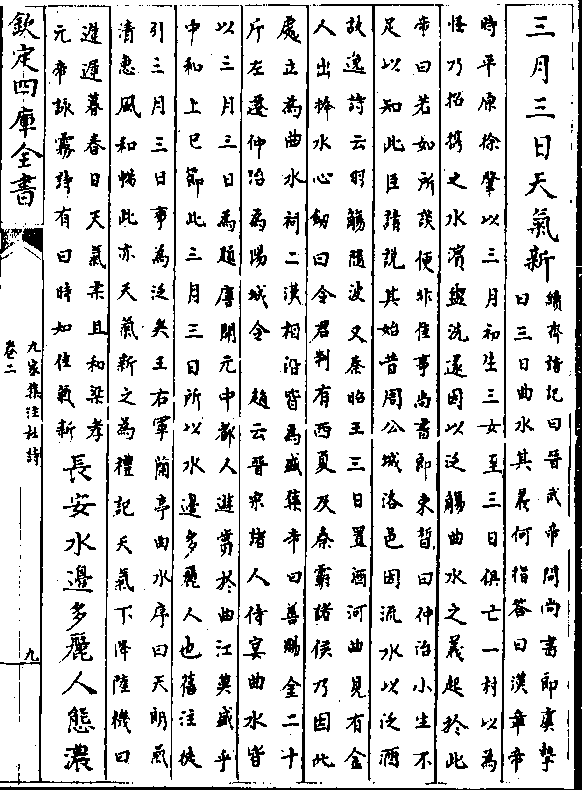 三月三日天氣新
續齊諧記曰晉武帝問尚書郎虞摯
曰三日曲水其義何指答曰漢章帝
時平原徐肇以三月初生三女至三日俱亡一村以為
怪乃招攜之水濱盥洗遂因以泛觴曲水之義起於此
帝曰若如所談便非佳事尚書郎束晳曰仲治小生不
足以知此臣請說其始昔周公城洛邑因流水以泛酒
故逸詩云羽觴隨波又秦昭王三日置酒河曲見有金
人出捧水心劒曰令君制有西夏及秦霸諸侯乃因此
處立為曲水祠二漢相沿皆為盛集帝曰善賜金二十
斤左遷仲治為陽城令 趙云晉宋諸人侍宴曲水皆
以三月三日為題唐開元中都人遊賞於曲江莫盛乎
中和上巳節此三月三日所以水邊多麗人也舊注徒
引三月三日事為泛矣王右軍蘭亭曲水序曰天朗氣
清惠風和暢此亦天氣新之為禮記天氣下降陸機曰
遲遲暮春日天氣柔且和梁孝
元帝詠霧詩有曰時如佳氣新
長安水邊多麗人態濃
欽定四庫全書
九家集注杜詩
卷二
九